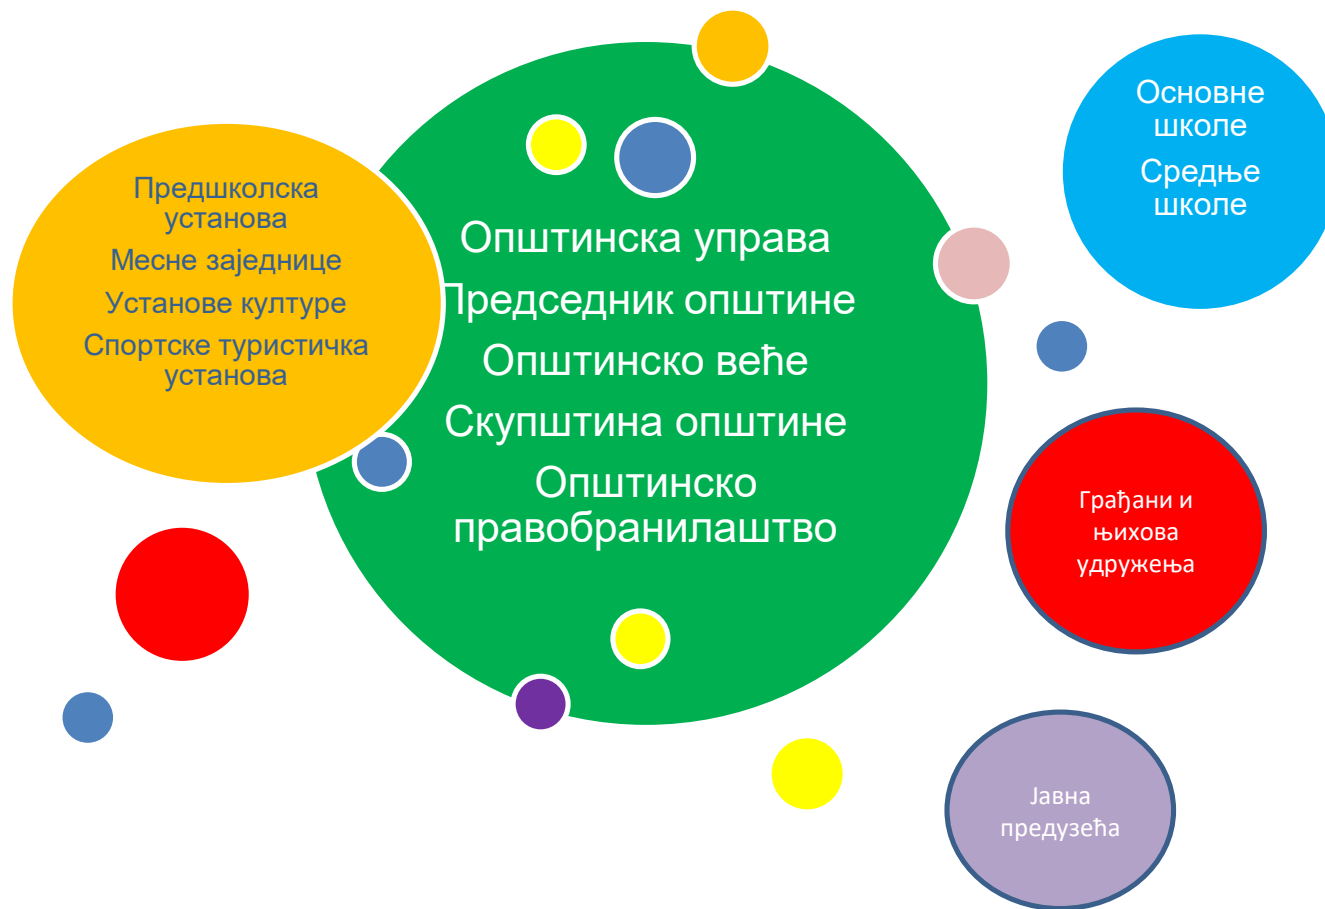 Предшколска
установа
Месне заједнице
Установе културе
Спортске туристичка
установа
Општинска управа
Председник општине
Општинско веће
Скупштина општине
Општинско
правобранилаштво
Основне
школе
Средње
школе
Грађани и
њихова
удружења
Јавна
предузећа